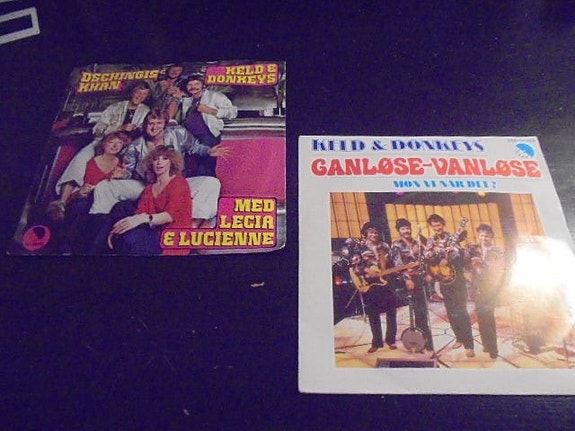 DSCHINGIS
KHAN
KELD &
DONKEYS
MED
LECIA
& LUCIENNE
KELD & DONKEYS
GANLØSE-VANLØSE
MON VI NÅR DET?